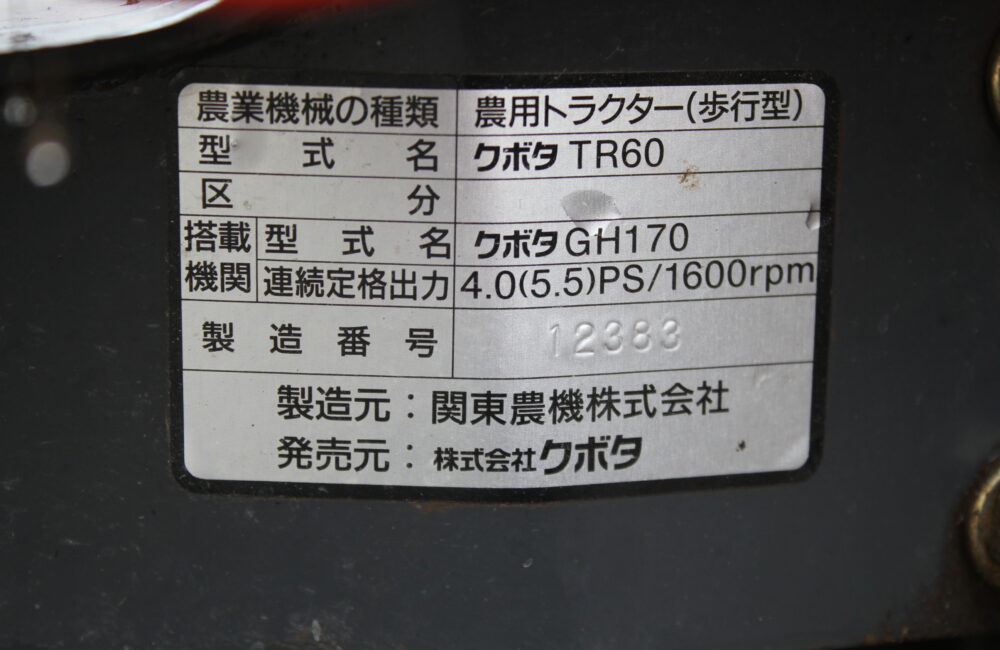 農業機械の種類 農用トラクター(歩行型)
型式名 クボタ TR60
区分
搭載機関 型式名 クボタ GH170
連続定格出力 4.0(5.5)PS/1600rpm
製造番号 12383
製造元：関東農機株式会社
発売元：株式会社クボタ